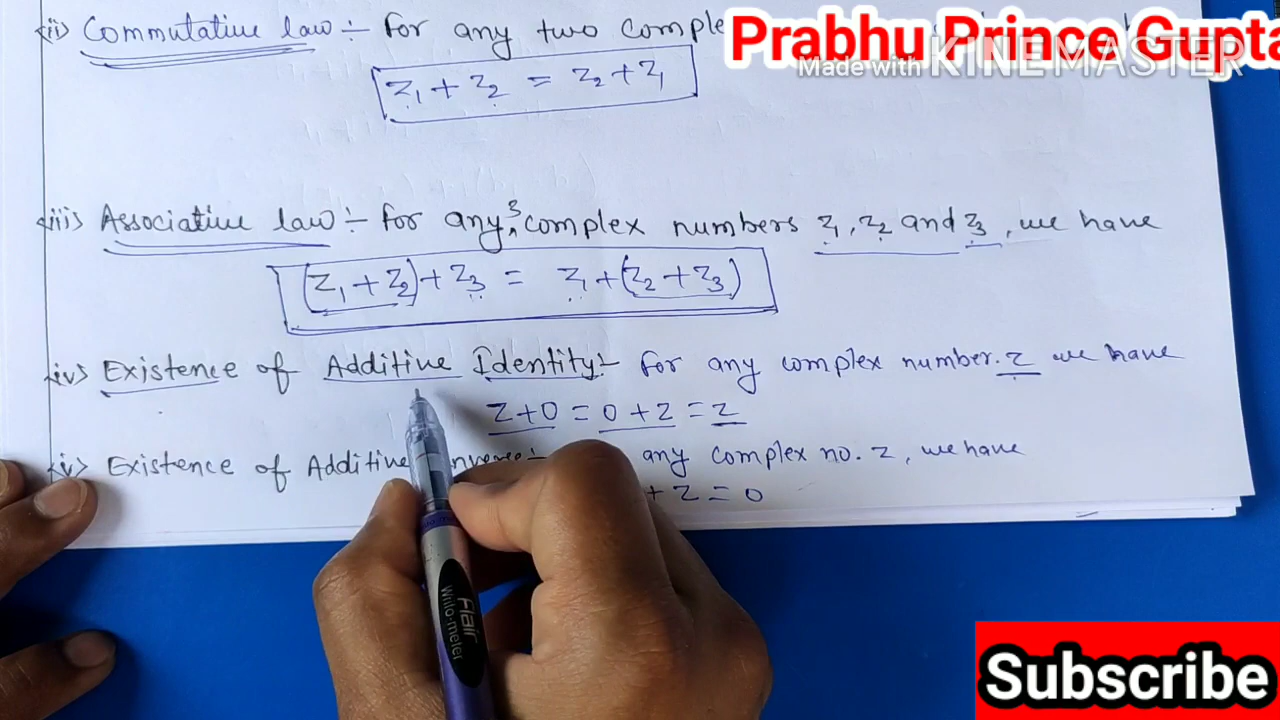 (ii) Commutative law :- For any two comple
Prabhu Prince Gupta
Made with KINEMASTER
z₁ + z₂ = z₂ + z₁
(iii) Associative law :- For any 3 complex numbers z₁, z₂ and z₃, we have
(z₁ + z₂) + z₃ = z₁ + (z₂ + z₃)
(iv) Existence of Additive Identity :- For any complex number. z we have
z + 0 = 0 + z = z
(v) Existence of Additive any complex no. z, we have
+ z = 0
Flair
Writo-meter
Subscribe